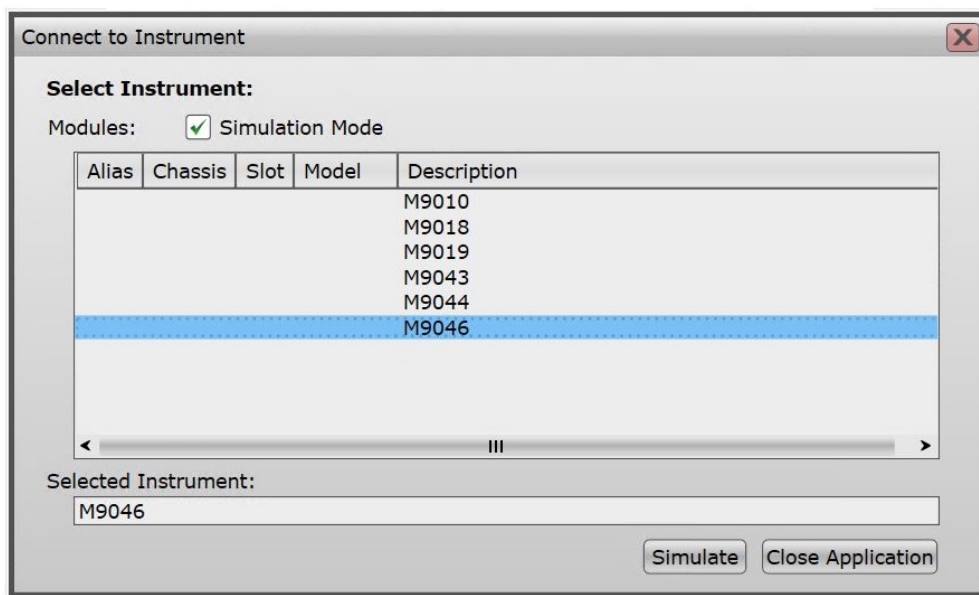 Connect to Instrument
Select Instrument:
Modules: Simulation Mode
Alias Chassis Slot Model Description
M9010
M9018
M9019
M9043
M9044
M9046
Selected Instrument:
M9046
Simulate Close Application